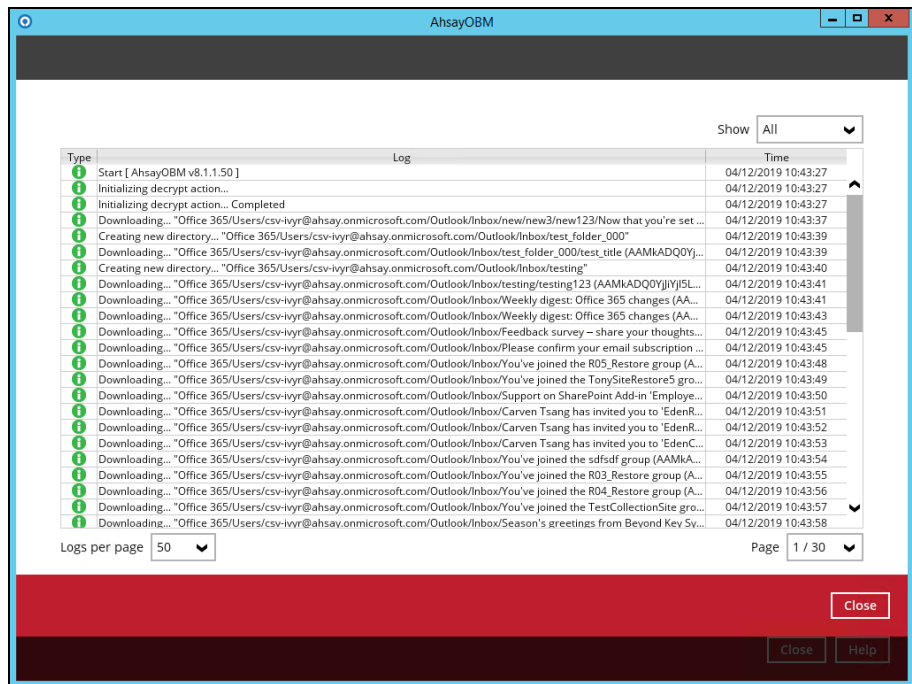 AhsayOBM
Show All
Type Log Time
Start [ AhsayOBM v8.1.1.50 ] 04/12/2019 10:43:27
Initializing decrypt action... 04/12/2019 10:43:27
Initializing decrypt action... Completed 04/12/2019 10:43:27
Downloading... "Office 365/Users/csv-ivyr@ahsay.onmicrosoft.com/Outlook/Inbox/new/new3/new123/Now that you're set ... 04/12/2019 10:43:37
Creating new directory... "Office 365/Users/csv-ivyr@ahsay.onmicrosoft.com/Outlook/Inbox/test_folder_000" 04/12/2019 10:43:39
Downloading... "Office 365/Users/csv-ivyr@ahsay.onmicrosoft.com/Outlook/Inbox/test_folder_000/test_title (AAMkADQ0Yj... 04/12/2019 10:43:39
Creating new directory... "Office 365/Users/csv-ivyr@ahsay.onmicrosoft.com/Outlook/Inbox/testing" 04/12/2019 10:43:40
Downloading... "Office 365/Users/csv-ivyr@ahsay.onmicrosoft.com/Outlook/Inbox/testing/testing123 (AAMkADQ0YjJiYjI5L... 04/12/2019 10:43:41
Downloading... "Office 365/Users/csv-ivyr@ahsay.onmicrosoft.com/Outlook/Inbox/Weekly digest: Office 365 changes (AA... 04/12/2019 10:43:41
Downloading... "Office 365/Users/csv-ivyr@ahsay.onmicrosoft.com/Outlook/Inbox/Weekly digest: Office 365 changes (AA... 04/12/2019 10:43:43
Downloading... "Office 365/Users/csv-ivyr@ahsay.onmicrosoft.com/Outlook/Inbox/Feedback survey – share your thoughts... 04/12/2019 10:43:45
Downloading... "Office 365/Users/csv-ivyr@ahsay.onmicrosoft.com/Outlook/Inbox/Please confirm your email subscription ... 04/12/2019 10:43:45
Downloading... "Office 365/Users/csv-ivyr@ahsay.onmicrosoft.com/Outlook/Inbox/You've joined the R05_Restore group (A... 04/12/2019 10:43:48
Downloading... "Office 365/Users/csv-ivyr@ahsay.onmicrosoft.com/Outlook/Inbox/You've joined the TonySiteRestore5 gro... 04/12/2019 10:43:49
Downloading... "Office 365/Users/csv-ivyr@ahsay.onmicrosoft.com/Outlook/Inbox/Support on SharePoint Add-in 'Employe... 04/12/2019 10:43:50
Downloading... "Office 365/Users/csv-ivyr@ahsay.onmicrosoft.com/Outlook/Inbox/Carven Tsang has invited you to 'EdenR... 04/12/2019 10:43:51
Downloading... "Office 365/Users/csv-ivyr@ahsay.onmicrosoft.com/Outlook/Inbox/Carven Tsang has invited you to 'EdenR... 04/12/2019 10:43:52
Downloading... "Office 365/Users/csv-ivyr@ahsay.onmicrosoft.com/Outlook/Inbox/Carven Tsang has invited you to 'EdenC... 04/12/2019 10:43:53
Downloading... "Office 365/Users/csv-ivyr@ahsay.onmicrosoft.com/Outlook/Inbox/You've joined the sdfsdf group (AAMkA... 04/12/2019 10:43:54
Downloading... "Office 365/Users/csv-ivyr@ahsay.onmicrosoft.com/Outlook/Inbox/You've joined the R03_Restore group (A... 04/12/2019 10:43:55
Downloading... "Office 365/Users/csv-ivyr@ahsay.onmicrosoft.com/Outlook/Inbox/You've joined the R04_Restore group (A... 04/12/2019 10:43:56
Downloading... "Office 365/Users/csv-ivyr@ahsay.onmicrosoft.com/Outlook/Inbox/You've joined the TestCollectionSite gro... 04/12/2019 10:43:57
Downloading... "Office 365/Users/csv-ivyr@ahsay.onmicrosoft.com/Outlook/Inbox/Season's greetings from Beyond Key Sy... 04/12/2019 10:43:58
Logs per page 50 Page 1 / 30
Close
Close Help